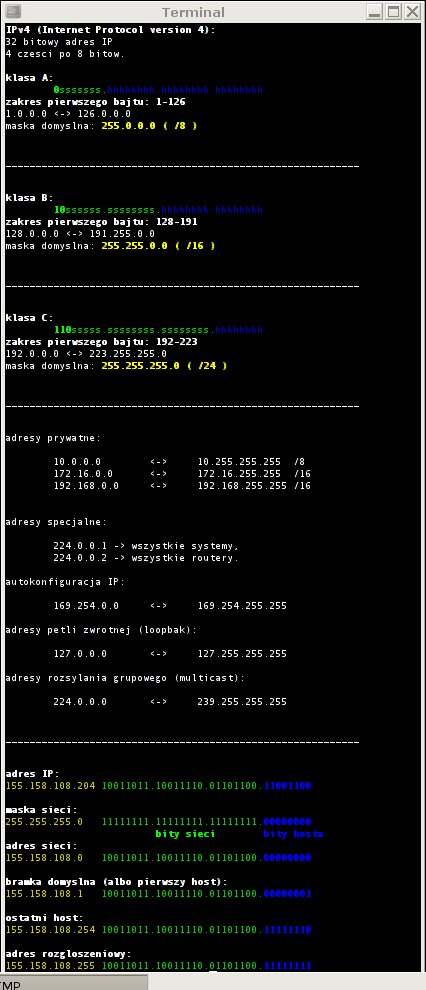 Terminal
IPv4 (Internet Protocol version 4):
32 bitowy adres IP
4 czesci po 8 bitow.
klasa A:
0sssssss.hhhhhhhh.hhhhhhhh.hhhhhhhh
zakres pierwszego bajtu: 1-126
1.0.0.0 <-> 126.0.0.0
maska domyslna: 255.0.0.0 ( /8 )
klasa B:
10ssssss.ssssssss.hhhhhhhh.hhhhhhhh
zakres pierwszego bajtu: 128-191
128.0.0.0 <-> 191.255.0.0
maska domyslna: 255.255.0.0 ( /16 )
klasa C:
110sssss.ssssssss.ssssssss.hhhhhhhh
zakres pierwszego bajtu: 192-223
192.0.0.0 <-> 223.255.255.0
maska domyslna: 255.255.255.0 ( /24 )
adresy prywatne:
10.0.0.0 <-> 10.255.255.255 /8
172.16.0.0 <-> 172.16.255.255 /16
192.168.0.0 <-> 192.168.255.255 /16
adresy specjalne:
224.0.0.1 -> wszystkie systemy,
224.0.0.2 -> wszystkie routery.
autokonfiguracja IP:
169.254.0.0 <-> 169.254.255.255
adresy petli zwrotnej (loopbak):
127.0.0.0 <-> 127.255.255.255
adresy rozsylania grupowego (multicast):
224.0.0.0 <-> 239.255.255.255
adres IP:
155.158.108.204 10011011.10011110.01101100.11001100
maska sieci:
255.255.255.0 11111111.11111111.11111111.00000000
bity sieci bity hosta
adres sieci:
155.158.108.0 10011011.10011110.01101100.00000000
bramka domyslna (albo pierwszy host):
155.158.108.1 10011011.10011110.01101100.00000001
ostatni host:
155.158.108.254 10011011.10011110.01101100.11111110
adres rozgloszeniowy:
155.158.108.255 10011011.10011110.01101100.11111111